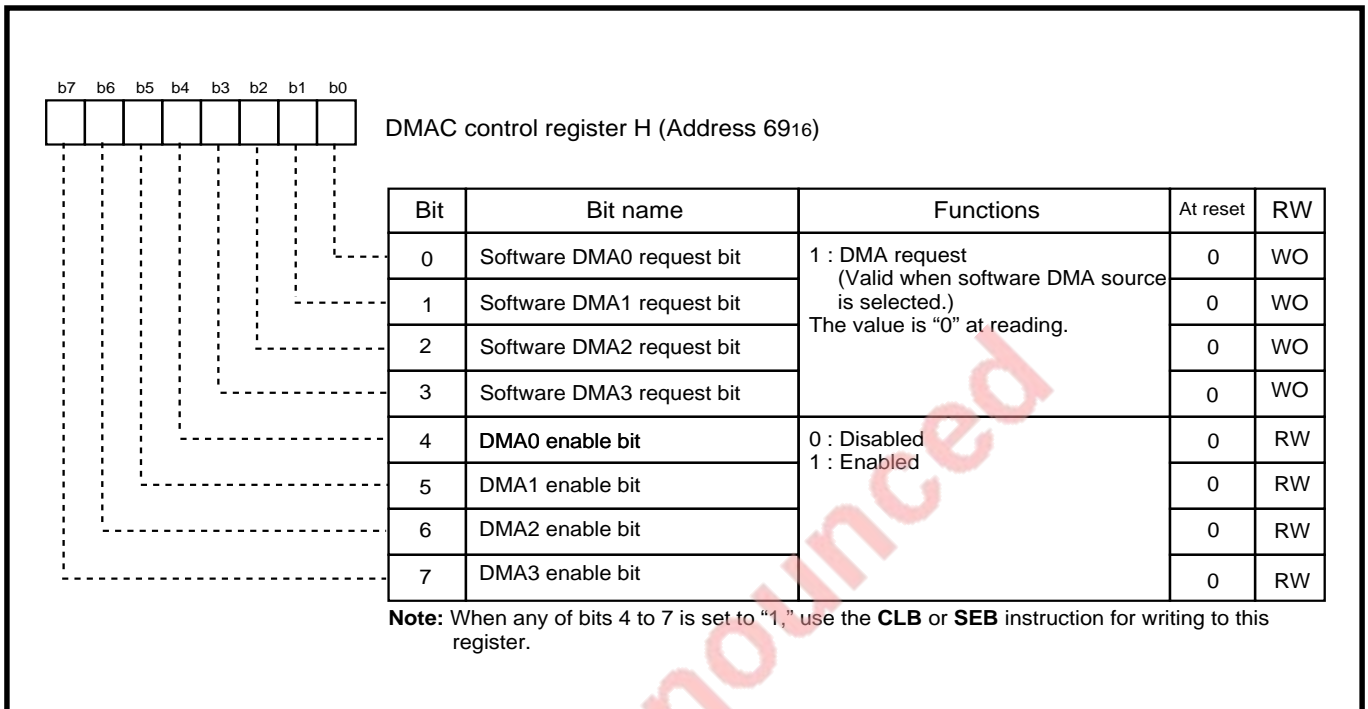 b7 b6 b5 b4 b3 b2 b1 b0
DMAC control register H (Address 6916)
Bit Bit name Functions At reset RW
0 Software DMA0 request bit 1 : DMA request 0 WO
(Valid when software DMA source
1 Software DMA1 request bit is selected.) 0 WO
The value is “0” at reading.
2 Software DMA2 request bit 0 WO
3 Software DMA3 request bit 0 WO
4 DMA0 enable bit 0 : Disabled 0 RW
1 : Enabled
5 DMA1 enable bit 0 RW
6 DMA2 enable bit 0 RW
7 DMA3 enable bit 0 RW
Note: When any of bits 4 to 7 is set to “1,” use the CLB or SEB instruction for writing to this
register.
nounced